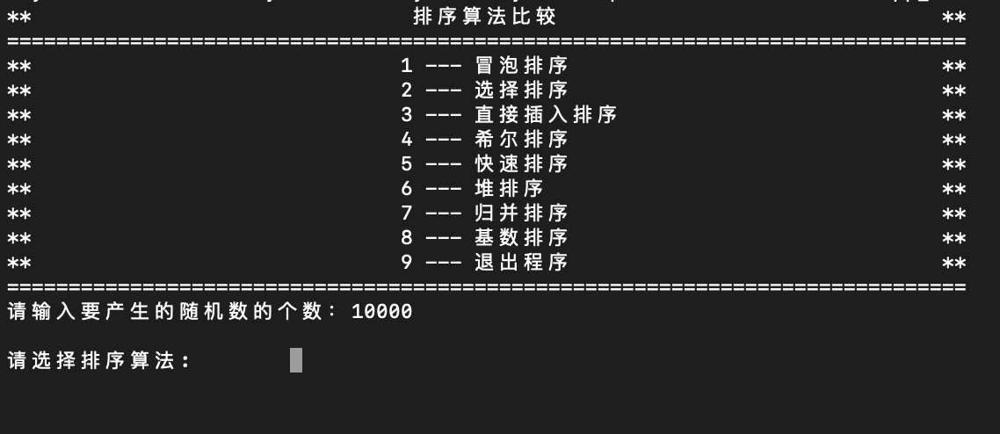 ** 排序算法比较 **
==============================================================================
** 1 --- 冒泡排序 **
** 2 --- 选择排序 **
** 3 --- 直接插入排序 **
** 4 --- 希尔排序 **
** 5 --- 快速排序 **
** 6 --- 堆排序 **
** 7 --- 归并排序 **
** 8 --- 基数排序 **
** 9 --- 退出程序 **
==============================================================================
请输入要产生的随机数的个数: 10000
请选择排序算法: